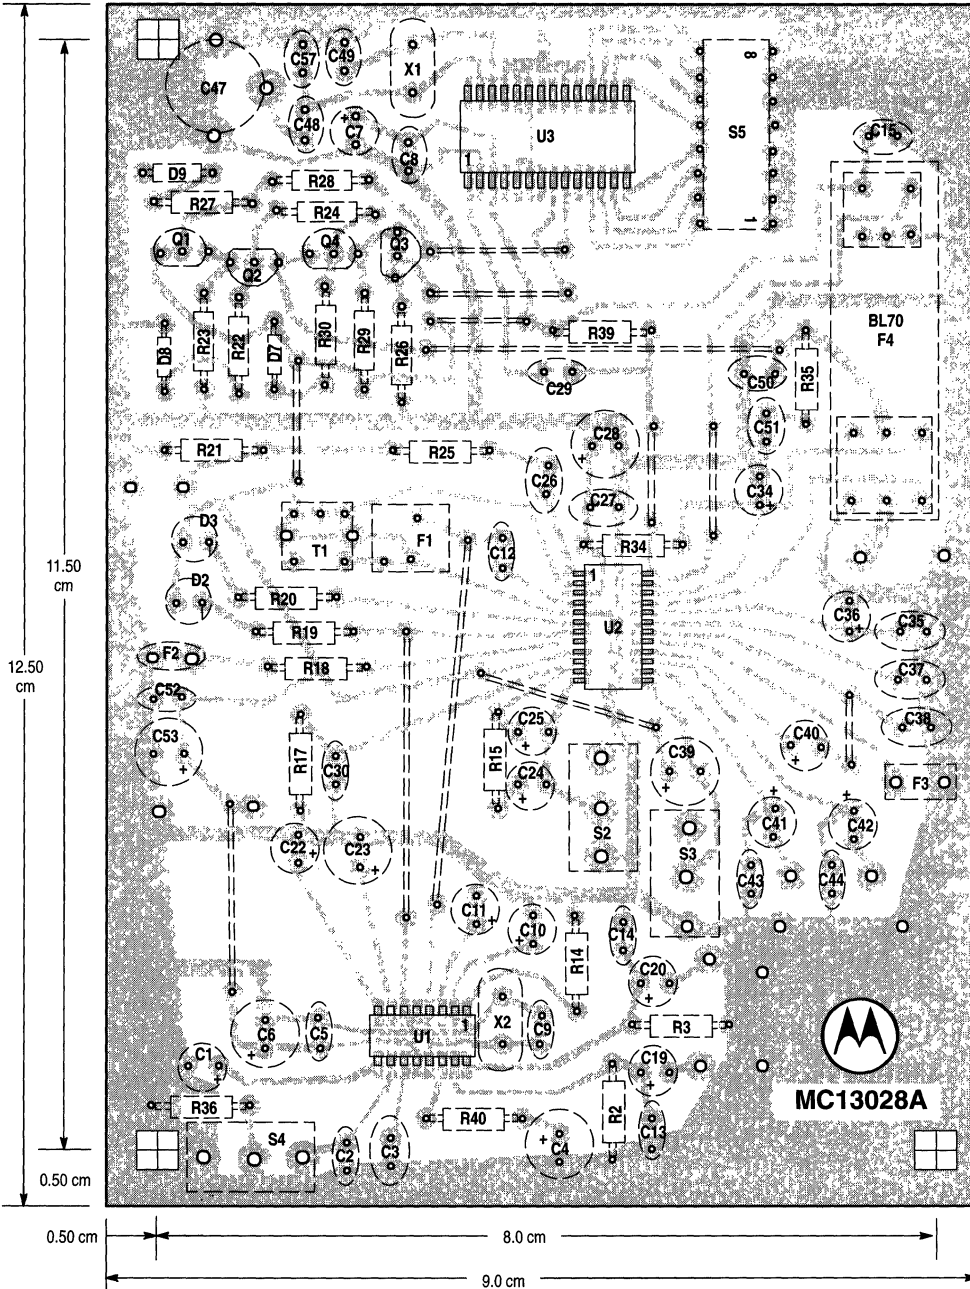 C57
C49
X1
C47
U3
8
S5
C48
+
C7
C8
1
C15
D9
R28
R27
R24
1
Q1
Q2
Q4
Q3
R23
R22
D7
R30
R29
R26
D8
R39
BL70
F4
C29
C50
R35
C51
C28
+
R21
R25
C26
C27
C34
+
D3
T1
F1
C12
R34
11.50
cm
D2
1
R20
U2
C36
+
C35
R19
F2
R18
12.50
cm
C52
C37
C53
+
C25
+
C38
R17
C30
R15
C24
+
C39
+
C40
+
F3
S2
+
C41
+
C42
C22
+
C23
+
S3
C43
C44
C11
+
C10
+
C14
R14
C20
+
C6
+
C5
U1
1
X2
C9
R3
C1
+
C19
+
MC13028A
R36
R40
R2
C13
S4
C2
C3
+
C4
0.50 cm
0.50 cm
8.0 cm
9.0 cm